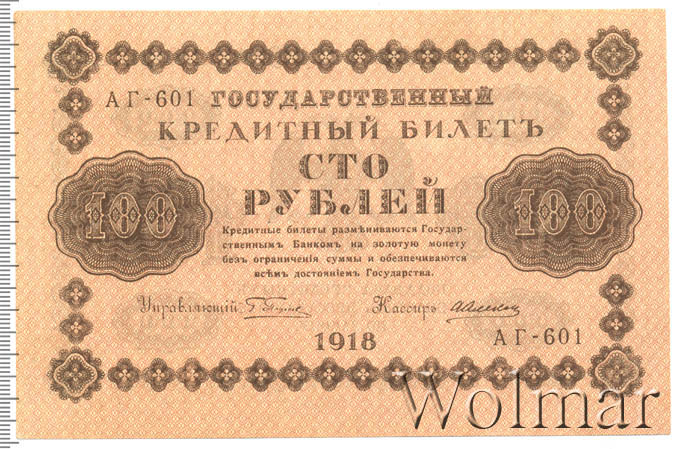 АГ-601 ГОСУДАРСТВЕННЫЙ
КРЕДИТНЫЙ БИЛЕТЪ
СТО
РУБЛЕЙ
100
100
Кредитные билеты размѣниваются Государ-
ственнымъ Банкомъ на золотую монету
безъ ограниченія суммы и обезпечиваются
всѣмъ достояніемъ Государства.
Управляющій
Кассиръ
1918
АГ-601
Wolmar